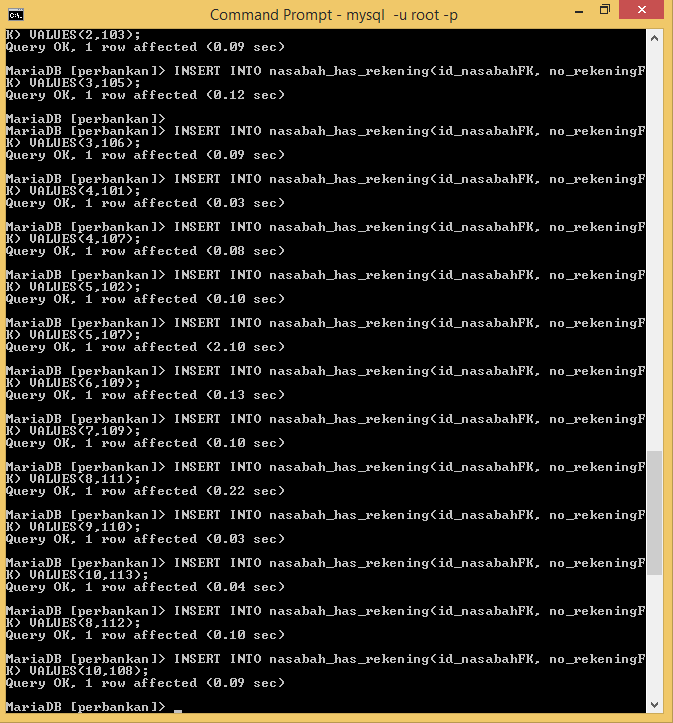 Command Prompt - mysql  -u root -p
K) VALUES(2,103);
Query OK, 1 row affected (0.09 sec)
MariaDB [perbankan]> INSERT INTO nasabah_has_rekening(id_nasabahFK, no_rekeningF
K) VALUES(3,105);
Query OK, 1 row affected (0.12 sec)
MariaDB [perbankan]>
MariaDB [perbankan]> INSERT INTO nasabah_has_rekening(id_nasabahFK, no_rekeningF
K) VALUES(3,106);
Query OK, 1 row affected (0.09 sec)
MariaDB [perbankan]> INSERT INTO nasabah_has_rekening(id_nasabahFK, no_rekeningF
K) VALUES(4,101);
Query OK, 1 row affected (0.03 sec)
MariaDB [perbankan]> INSERT INTO nasabah_has_rekening(id_nasabahFK, no_rekeningF
K) VALUES(4,107);
Query OK, 1 row affected (0.08 sec)
MariaDB [perbankan]> INSERT INTO nasabah_has_rekening(id_nasabahFK, no_rekeningF
K) VALUES(5,102);
Query OK, 1 row affected (0.10 sec)
MariaDB [perbankan]> INSERT INTO nasabah_has_rekening(id_nasabahFK, no_rekeningF
K) VALUES(5,107);
Query OK, 1 row affected (2.10 sec)
MariaDB [perbankan]> INSERT INTO nasabah_has_rekening(id_nasabahFK, no_rekeningF
K) VALUES(6,109);
Query OK, 1 row affected (0.13 sec)
MariaDB [perbankan]> INSERT INTO nasabah_has_rekening(id_nasabahFK, no_rekeningF
K) VALUES(7,109);
Query OK, 1 row affected (0.10 sec)
MariaDB [perbankan]> INSERT INTO nasabah_has_rekening(id_nasabahFK, no_rekeningF
K) VALUES(8,111);
Query OK, 1 row affected (0.22 sec)
MariaDB [perbankan]> INSERT INTO nasabah_has_rekening(id_nasabahFK, no_rekeningF
K) VALUES(9,110);
Query OK, 1 row affected (0.03 sec)
MariaDB [perbankan]> INSERT INTO nasabah_has_rekening(id_nasabahFK, no_rekeningF
K) VALUES(10,113);
Query OK, 1 row affected (0.04 sec)
MariaDB [perbankan]> INSERT INTO nasabah_has_rekening(id_nasabahFK, no_rekeningF
K) VALUES(8,112);
Query OK, 1 row affected (0.10 sec)
MariaDB [perbankan]> INSERT INTO nasabah_has_rekening(id_nasabahFK, no_rekeningF
K) VALUES(10,108);
Query OK, 1 row affected (0.09 sec)
MariaDB [perbankan]> _